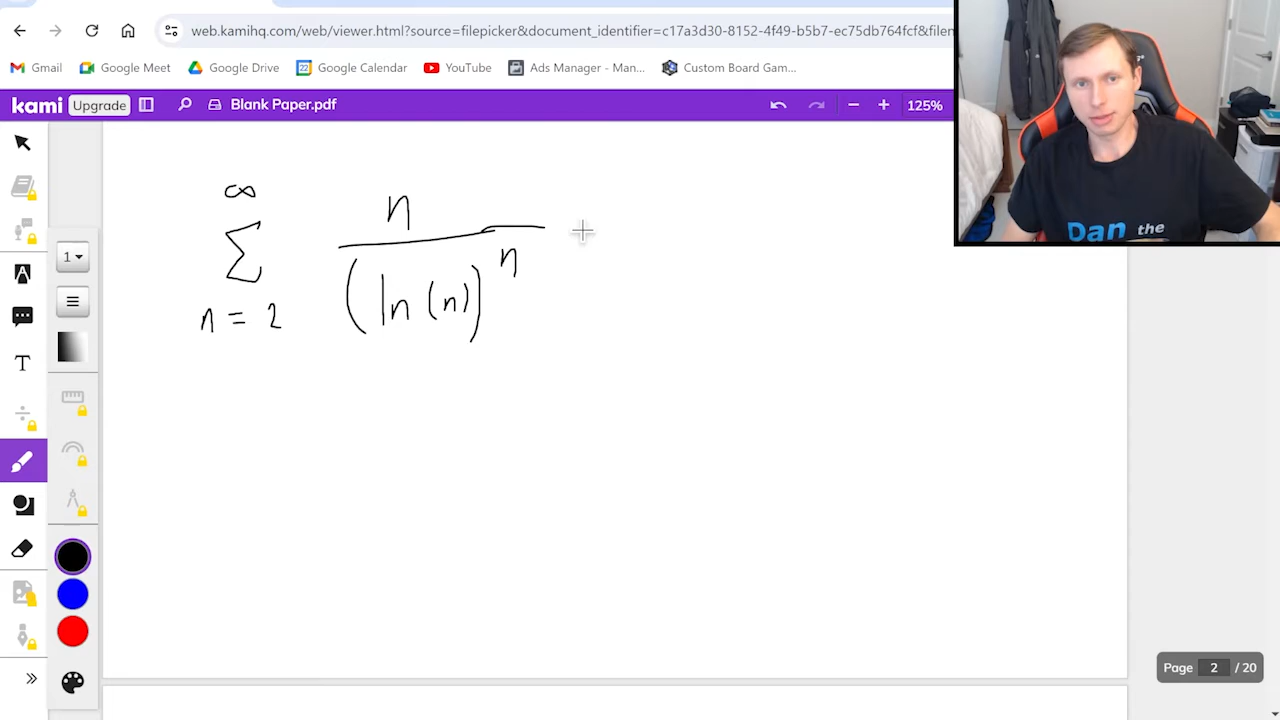 web.kamihq.com/web/viewer.html?source=filepicker&document_identifier=c17a3d30-8152-4f49-b5b7-ec75db764fcf&filen
Gmail Google Meet Google Drive 22 Google Calendar YouTube Ads Manager - Man... Custom Board Gam...
kami Upgrade Blank Paper.pdf 125%
∞
∑ n / (ln(n))^n
n = 2
1
A
T
Dan the
Page 2 / 20